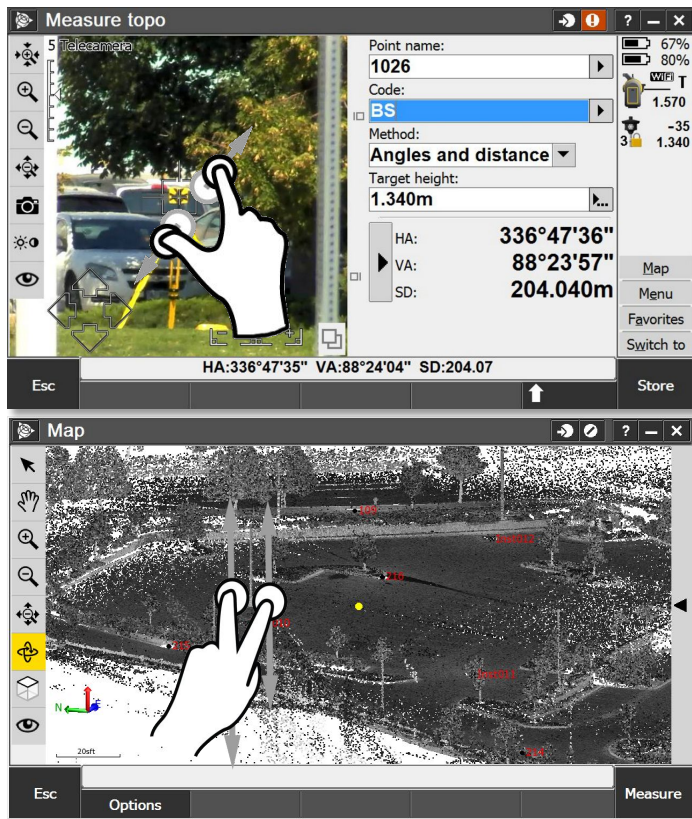 Measure topo
?
5 Telecamera
Point name:
1026
Code:
BS
Method:
Angles and distance
Target height:
1.340m
HA:
336°47'36"
VA:
88°23'57"
SD:
204.040m
67%
80%
WiFi T
1.570
-35
3 1.340
Map
Menu
Favorites
Switch to
HA:336°47'35" VA:88°24'04" SD:204.07
Esc
Store
Map
?
N
20sft
Esc
Options
Measure